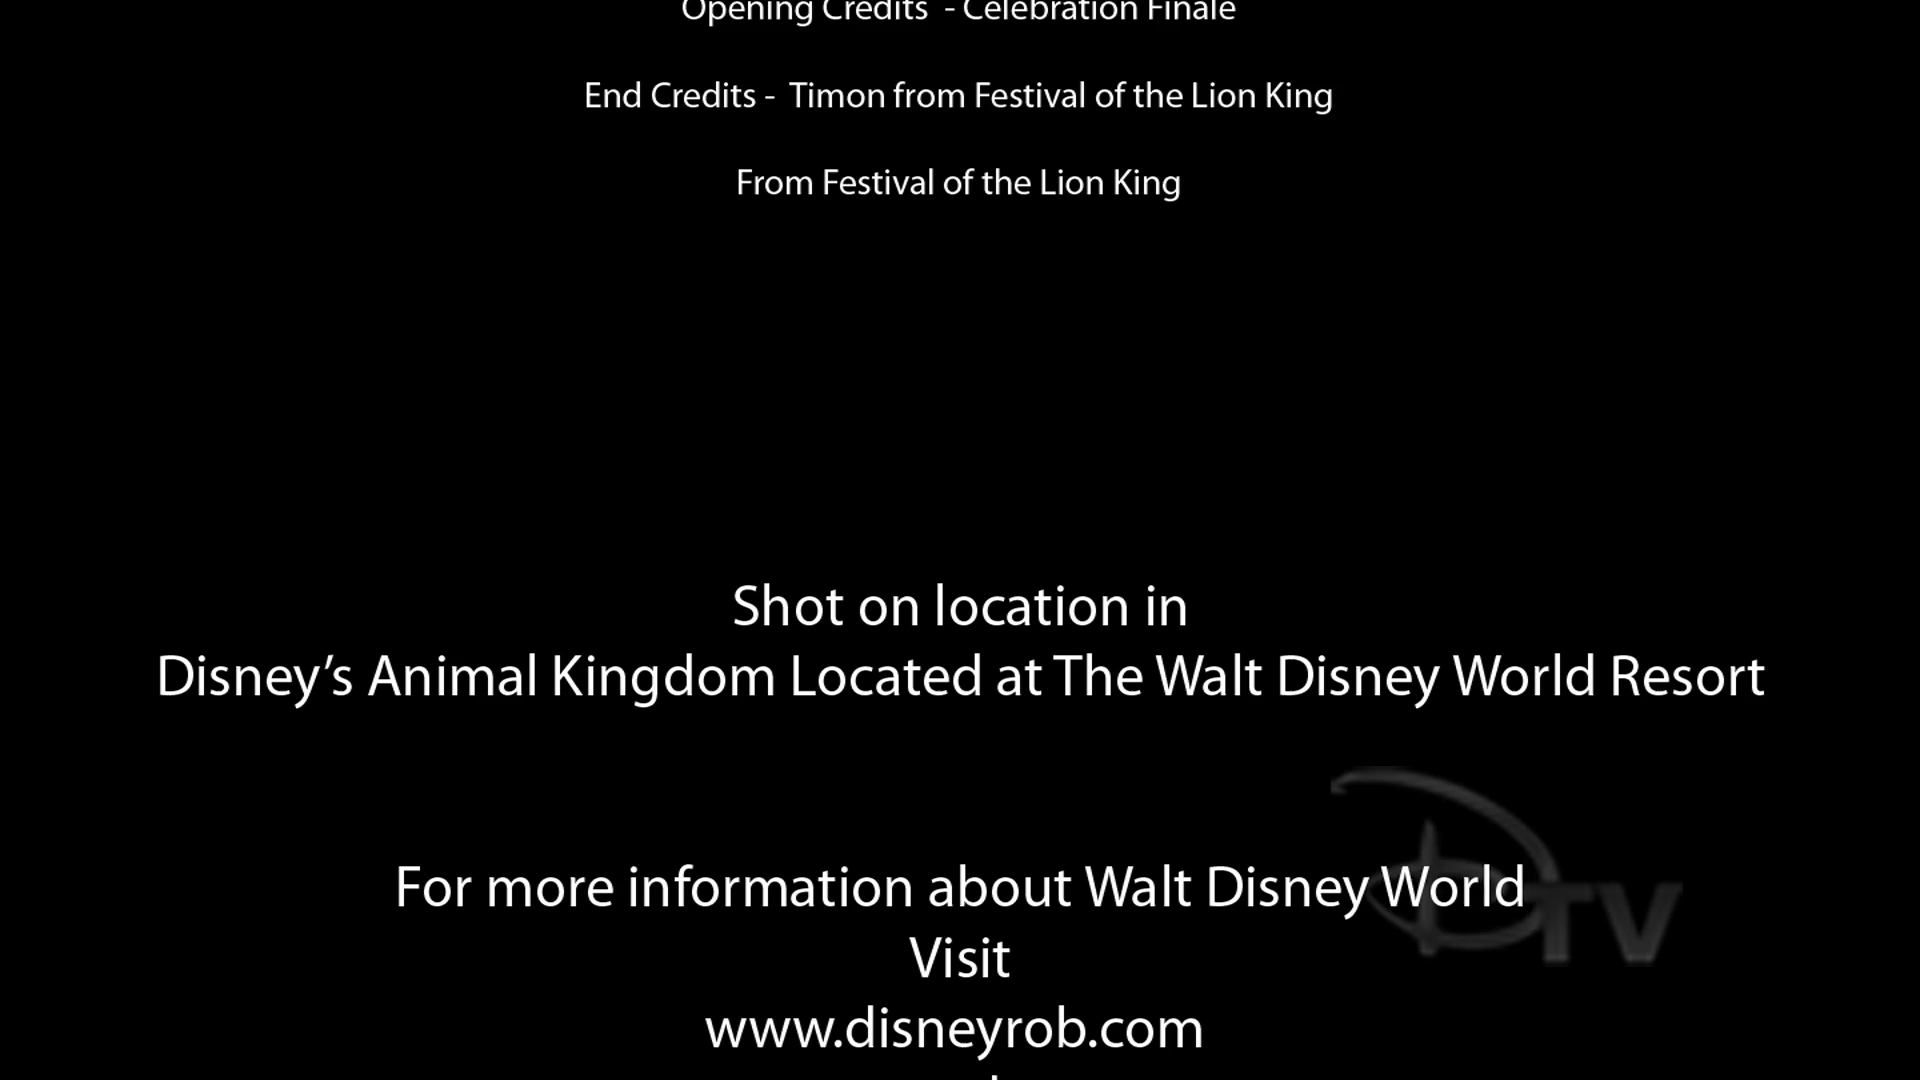 Opening Credits  - Celebration Finale
End Credits -  Timon from Festival of the Lion King
From Festival of the Lion King
Shot on location in
Disney’s Animal Kingdom Located at The Walt Disney World Resort
For more information about Walt Disney World
Visit
www.disneyrob.com
DTV